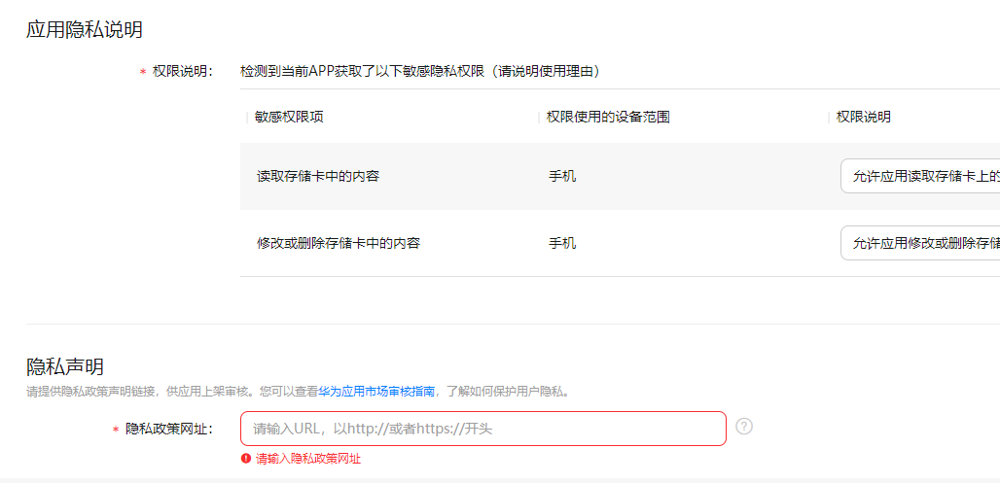 应用隐私说明
* 权限说明： 检测到当前APP获取了以下敏感隐私权限（请说明使用理由）
敏感权限项 权限使用的设备范围 权限说明
读取存储卡中的内容 手机 允许应用读取存储卡上的
修改或删除存储卡中的内容 手机 允许应用修改或删除存储
隐私声明
请提供隐私政策声明链接，供应用上架审核。您可以查看华为应用市场审核指南，了解如何保护用户隐私。
* 隐私政策网址： 请输入URL，以http://或者https://开头 ?
请输入隐私政策网址